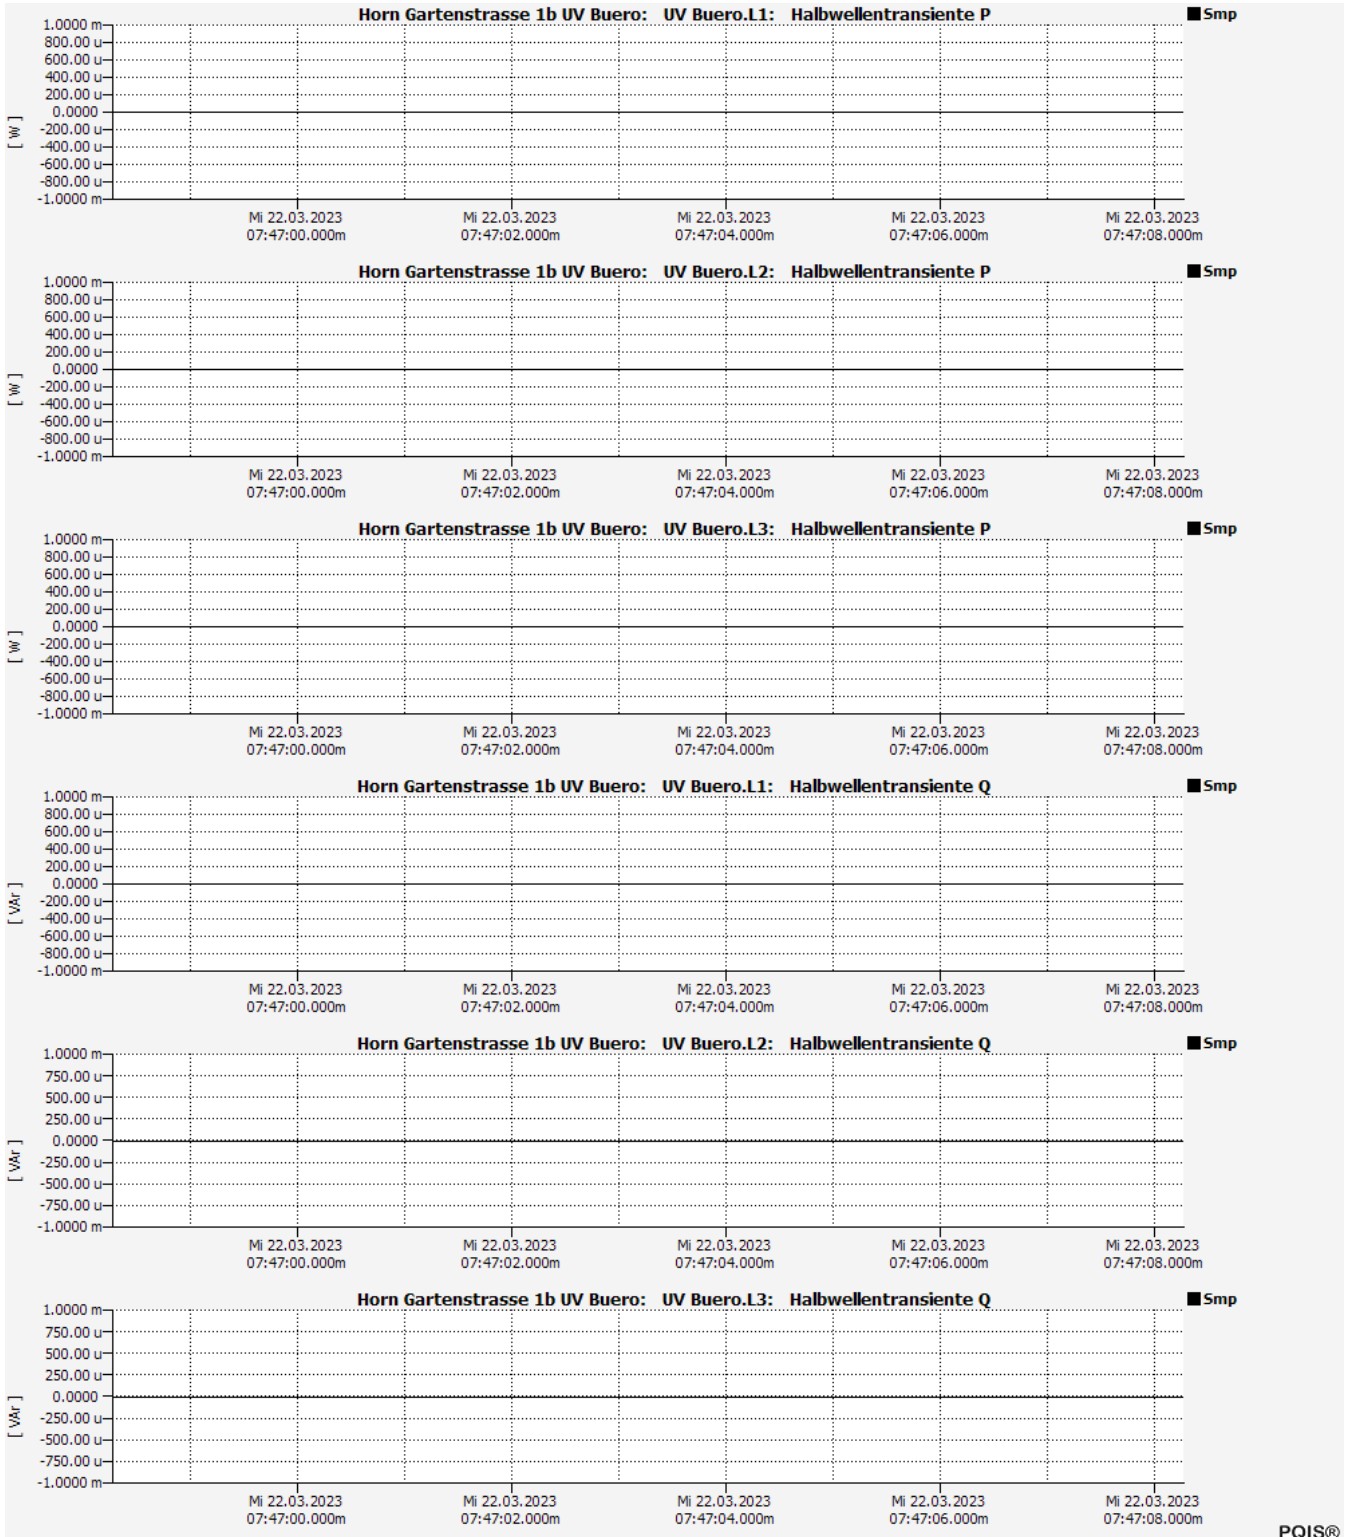 Horn Gartenstrasse 1b UV Buero: UV Buero.L1: Halbwellentransiente P
Smp
1.0000 m
800.00 u
600.00 u
400.00 u
200.00 u
0.0000
-200.00 u
-400.00 u
-600.00 u
-800.00 u
-1.0000 m
[ W ]
Mi 22.03.2023 Mi 22.03.2023 Mi 22.03.2023 Mi 22.03.2023 Mi 22.03.2023
07:47:00.000m 07:47:02.000m 07:47:04.000m 07:47:06.000m 07:47:08.000m
Horn Gartenstrasse 1b UV Buero: UV Buero.L2: Halbwellentransiente P
Smp
1.0000 m
800.00 u
600.00 u
400.00 u
200.00 u
0.0000
-200.00 u
-400.00 u
-600.00 u
-800.00 u
-1.0000 m
[ W ]
Mi 22.03.2023 Mi 22.03.2023 Mi 22.03.2023 Mi 22.03.2023 Mi 22.03.2023
07:47:00.000m 07:47:02.000m 07:47:04.000m 07:47:06.000m 07:47:08.000m
Horn Gartenstrasse 1b UV Buero: UV Buero.L3: Halbwellentransiente P
Smp
1.0000 m
800.00 u
600.00 u
400.00 u
200.00 u
0.0000
-200.00 u
-400.00 u
-600.00 u
-800.00 u
-1.0000 m
[ W ]
Mi 22.03.2023 Mi 22.03.2023 Mi 22.03.2023 Mi 22.03.2023 Mi 22.03.2023
07:47:00.000m 07:47:02.000m 07:47:04.000m 07:47:06.000m 07:47:08.000m
Horn Gartenstrasse 1b UV Buero: UV Buero.L1: Halbwellentransiente Q
Smp
1.0000 m
800.00 u
600.00 u
400.00 u
200.00 u
0.0000
-200.00 u
-400.00 u
-600.00 u
-800.00 u
-1.0000 m
[ VAr ]
Mi 22.03.2023 Mi 22.03.2023 Mi 22.03.2023 Mi 22.03.2023 Mi 22.03.2023
07:47:00.000m 07:47:02.000m 07:47:04.000m 07:47:06.000m 07:47:08.000m
Horn Gartenstrasse 1b UV Buero: UV Buero.L2: Halbwellentransiente Q
Smp
1.0000 m
750.00 u
500.00 u
250.00 u
0.0000
-250.00 u
-500.00 u
-750.00 u
-1.0000 m
[ VAr ]
Mi 22.03.2023 Mi 22.03.2023 Mi 22.03.2023 Mi 22.03.2023 Mi 22.03.2023
07:47:00.000m 07:47:02.000m 07:47:04.000m 07:47:06.000m 07:47:08.000m
Horn Gartenstrasse 1b UV Buero: UV Buero.L3: Halbwellentransiente Q
Smp
1.0000 m
750.00 u
500.00 u
250.00 u
0.0000
-250.00 u
-500.00 u
-750.00 u
-1.0000 m
[ VAr ]
Mi 22.03.2023 Mi 22.03.2023 Mi 22.03.2023 Mi 22.03.2023 Mi 22.03.2023
07:47:00.000m 07:47:02.000m 07:47:04.000m 07:47:06.000m 07:47:08.000m
PQIS®